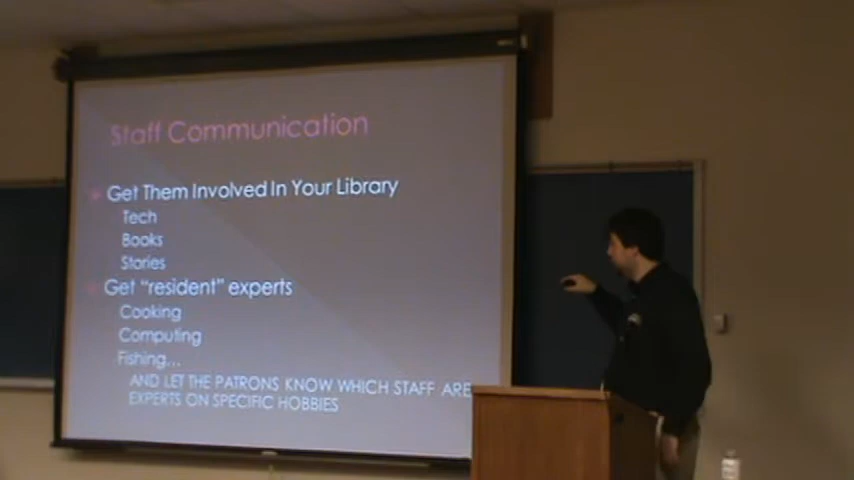 Staff Communication
Get Them Involved In Your Library
Tech
Books
Stories
Get “resident” experts
Cooking
Computing
Fishing...
AND LET THE PATRONS KNOW WHICH STAFF ARE
EXPERTS ON SPECIFIC HOBBIES